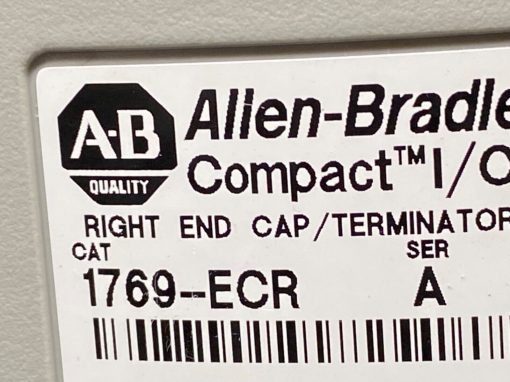 A-B
QUALITY
Allen-Bradle
Compact™ I/O
RIGHT END CAP/TERMINATOR
CAT
SER
1769-ECR
A